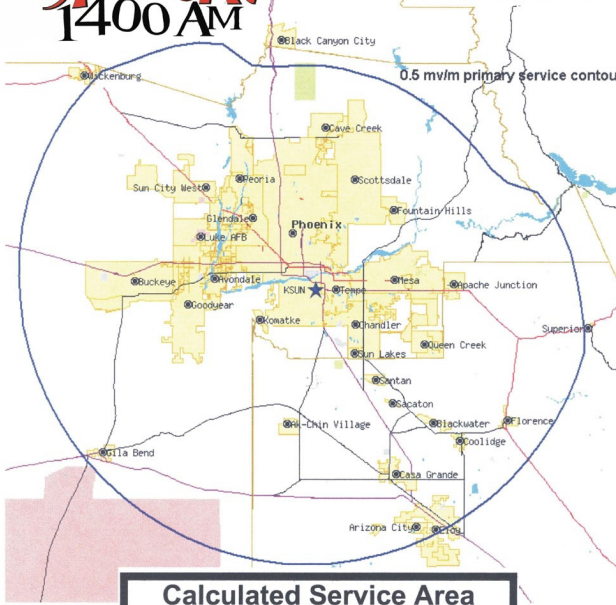 1400 AM
Black Canyon City
Wickenburg
0.5 mv/m primary service contou
Cave Creek
Peoria
Scottsdale
Sun City West
Glendale
Fountain Hills
Phoenix
Luke AFB
Buckeye
Avondale
KSUN
Tempe
Mesa
Apache Junction
Goodyear
Komatke
Chandler
Superior
Queen Creek
Sun Lakes
Santan
Sacaton
Ak-Chin Village
Blackwater
Florence
Coolidge
Gila Bend
Casa Grande
Arizona City
Eloy
Calculated Service Area